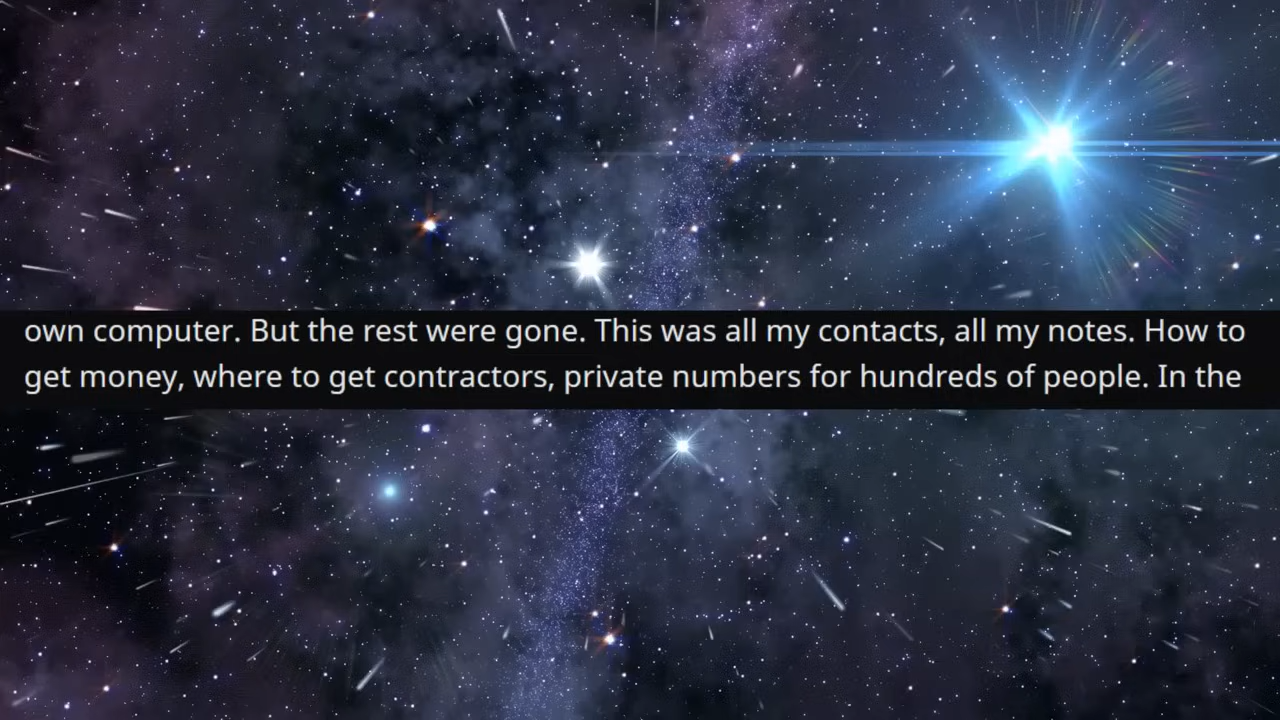 own computer. But the rest were gone. This was all my contacts, all my notes. How to
get money, where to get contractors, private numbers for hundreds of people. In the